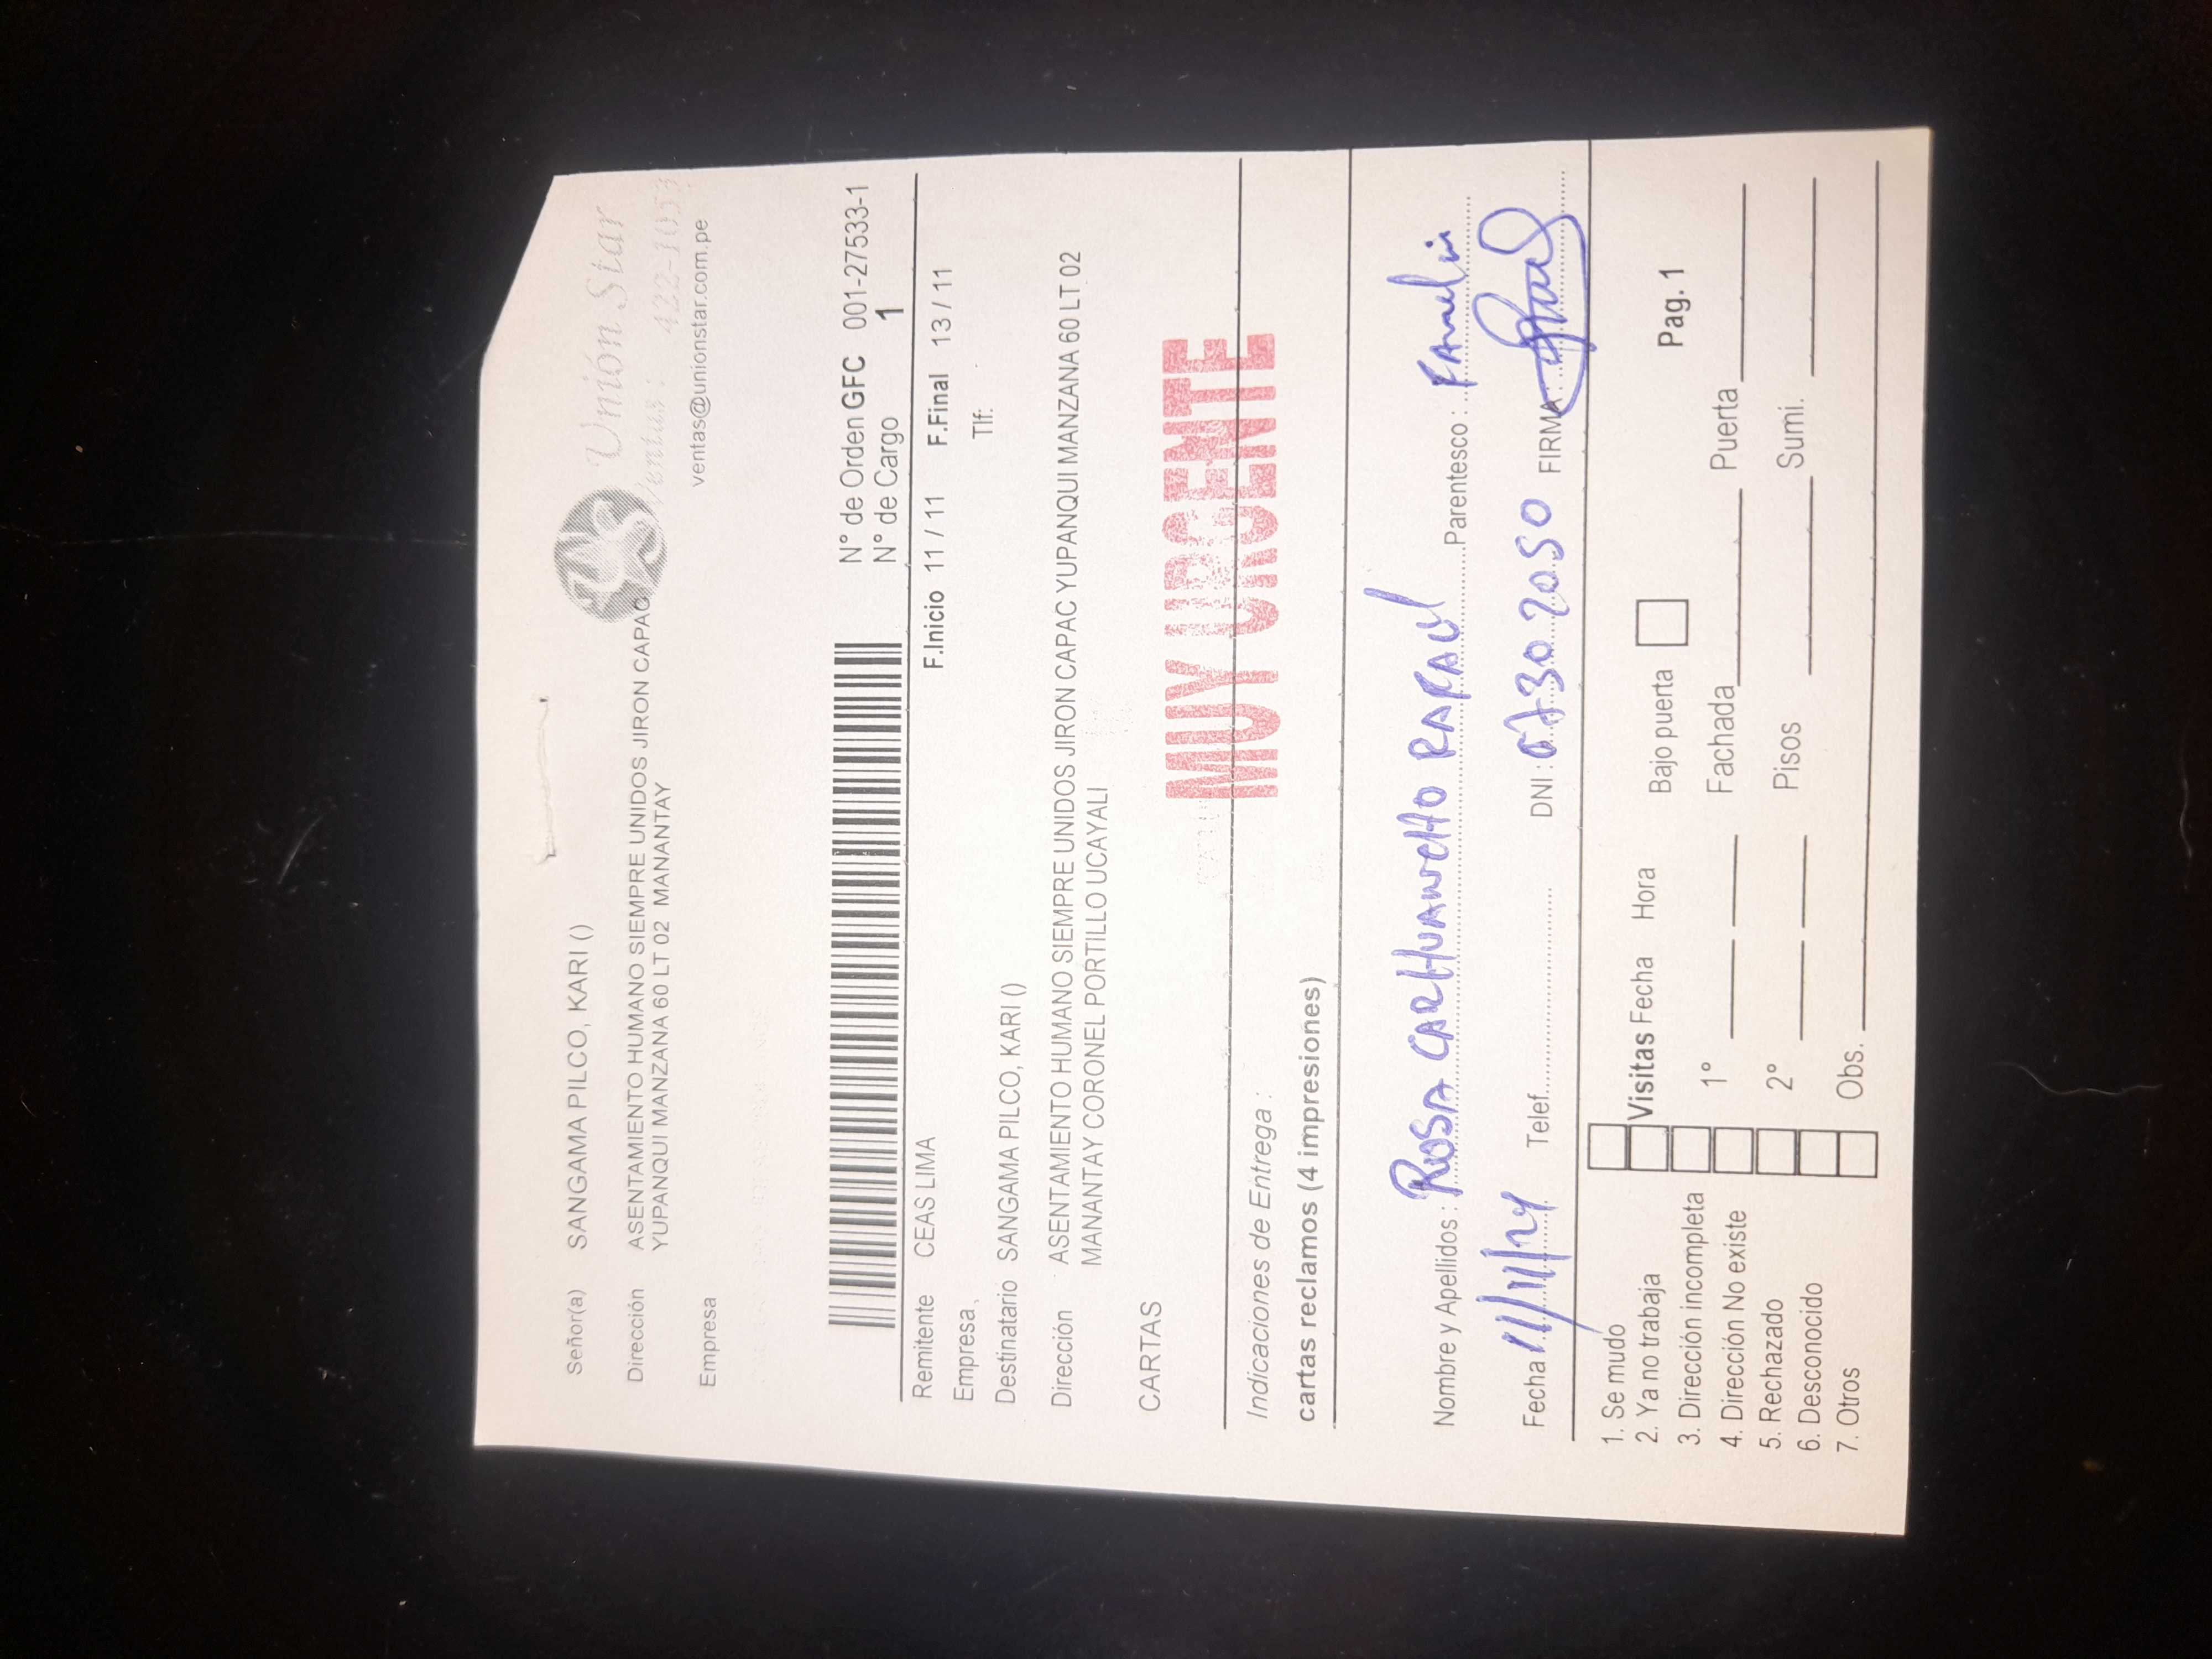 Señor(a) SANGAMA PILCO, KARI ()
Unión Star
Ventas : 422-1053
Dirección ASENTAMIENTO HUMANO SIEMPRE UNIDOS JIRON CAPAC
YUPANQUI MANZANA 60 LT 02 MANANTAY
ventas@unionstar.com.pe
Empresa
N° de Orden GFC 001-27533-1
N° de Cargo 1
Remitente CEAS LIMA F.Inicio 11 / 11 F.Final 13 / 11
Empresa
Tlf:
Destinatario SANGAMA PILCO, KARI ()
Dirección ASENTAMIENTO HUMANO SIEMPRE UNIDOS JIRON CAPAC YUPANQUI MANZANA 60 LT 02
MANANTAY CORONEL PORTILLO UCAYALI
CARTAS
MUY URGENTE
Indicaciones de Entrega :
cartas reclamos (4 impresiones)
Nombre y Apellidos : ROSA CARHUANCHO Parentesco :
Fecha 11/11/24 Telef. DNI : FIRMA
1. Se mudo
2. Ya no trabaja Visitas Fecha Hora Bajo puerta Pag. 1
3. Dirección incompleta
4. Dirección No existe 1° Fachada Puerta
5. Rechazado
6. Desconocido 2° Pisos Sumi.
7. Otros Obs.